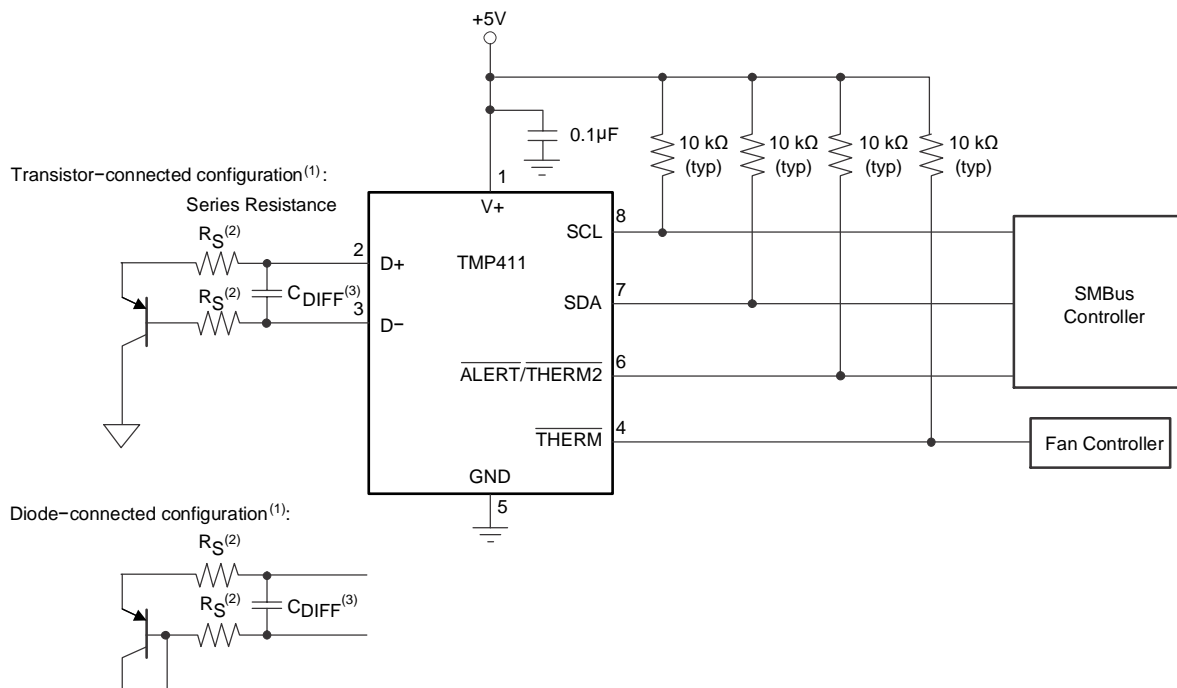 +5V
0.1µF
10 kΩ
(typ)
10 kΩ
(typ)
10 kΩ
(typ)
10 kΩ
(typ)
Transistor−connected configuration(1):
Series Resistance
1
V+
RS(2)
2
D+
TMP411
SCL
8
CDIFF(3)
RS(2)
3
D−
SDA
7
SMBus
Controller
ALERT/THERM2
6
THERM
4
Fan Controller
GND
5
Diode−connected configuration(1):
RS(2)
RS(2)
CDIFF(3)